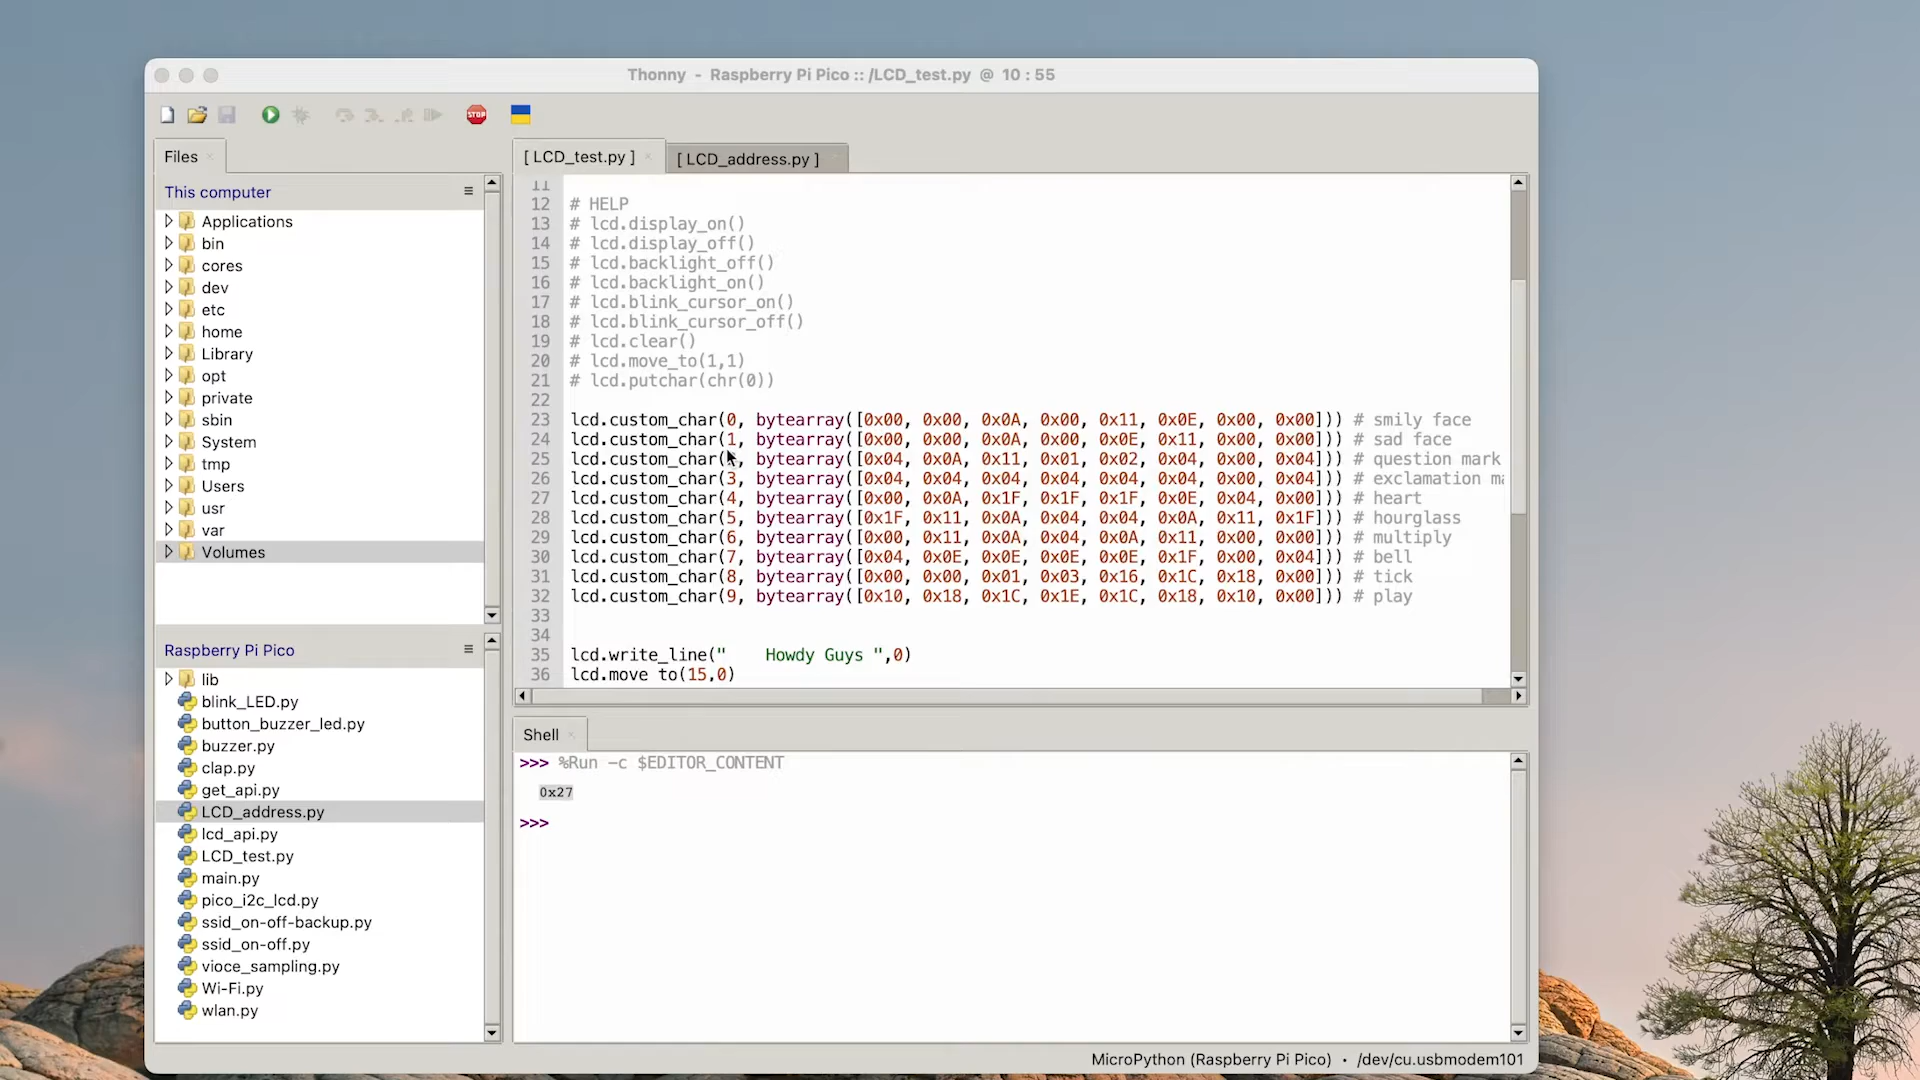 Thonny - Raspberry Pi Pico :: /LCD_test.py @ 10 : 55
STOP
Files
[ LCD_test.py ]
[ LCD_address.py ]
This computer
Applications
bin
cores
dev
etc
home
Library
opt
private
sbin
System
tmp
Users
usr
var
Volumes
Raspberry Pi Pico
lib
blink_LED.py
button_buzzer_led.py
buzzer.py
clap.py
get_api.py
LCD_address.py
lcd_api.py
LCD_test.py
main.py
pico_i2c_lcd.py
ssid_on-off-backup.py
ssid_on-off.py
vioce_sampling.py
Wi-Fi.py
wlan.py
11
12 # HELP
13 # lcd.display_on()
14 # lcd.display_off()
15 # lcd.backlight_off()
16 # lcd.backlight_on()
17 # lcd.blink_cursor_on()
18 # lcd.blink_cursor_off()
19 # lcd.clear()
20 # lcd.move_to(1,1)
21 # lcd.putchar(chr(0))
22
23 lcd.custom_char(0, bytearray([0x00, 0x00, 0x0A, 0x00, 0x11, 0x0E, 0x00, 0x00])) # smily face
24 lcd.custom_char(1, bytearray([0x00, 0x00, 0x0A, 0x00, 0x0E, 0x11, 0x00, 0x00])) # sad face
25 lcd.custom_char( , bytearray([0x04, 0x0A, 0x11, 0x01, 0x02, 0x04, 0x00, 0x04])) # question mark
26 lcd.custom_char(3, bytearray([0x04, 0x04, 0x04, 0x04, 0x04, 0x04, 0x00, 0x04])) # exclamation ma
27 lcd.custom_char(4, bytearray([0x00, 0x0A, 0x1F, 0x1F, 0x1F, 0x0E, 0x04, 0x00])) # heart
28 lcd.custom_char(5, bytearray([0x1F, 0x11, 0x0A, 0x04, 0x04, 0x0A, 0x11, 0x1F])) # hourglass
29 lcd.custom_char(6, bytearray([0x00, 0x11, 0x0A, 0x04, 0x0A, 0x11, 0x00, 0x00])) # multiply
30 lcd.custom_char(7, bytearray([0x04, 0x0E, 0x0E, 0x0E, 0x0E, 0x1F, 0x00, 0x04])) # bell
31 lcd.custom_char(8, bytearray([0x00, 0x00, 0x01, 0x03, 0x16, 0x1C, 0x18, 0x00])) # tick
32 lcd.custom_char(9, bytearray([0x10, 0x18, 0x1C, 0x1E, 0x1C, 0x18, 0x10, 0x00])) # play
33
34
35 lcd.write_line("    Howdy Guys ",0)
36 lcd.move_to(15,0)
Shell
>>> %Run -c $EDITOR_CONTENT
0x27
>>>
MicroPython (Raspberry Pi Pico) • /dev/cu.usbmodem101